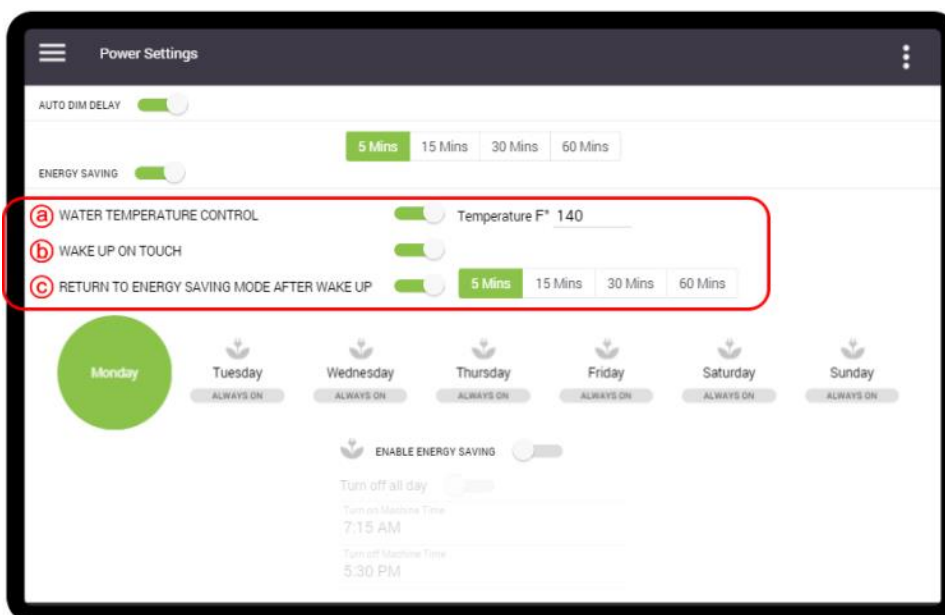 Power Settings
AUTO DIM DELAY
5 Mins 15 Mins 30 Mins 60 Mins
ENERGY SAVING
ⓐ WATER TEMPERATURE CONTROL Temperature F° 140
ⓑ WAKE UP ON TOUCH
ⓒ RETURN TO ENERGY SAVING MODE AFTER WAKE UP 5 Mins 15 Mins 30 Mins 60 Mins
Monday Tuesday Wednesday Thursday Friday Saturday Sunday
ALWAYS ON ALWAYS ON ALWAYS ON ALWAYS ON ALWAYS ON ALWAYS ON
ENABLE ENERGY SAVING
Turn off all day
Turn on Machine Time
7:15 AM
Turn off Machine Time
5:30 PM